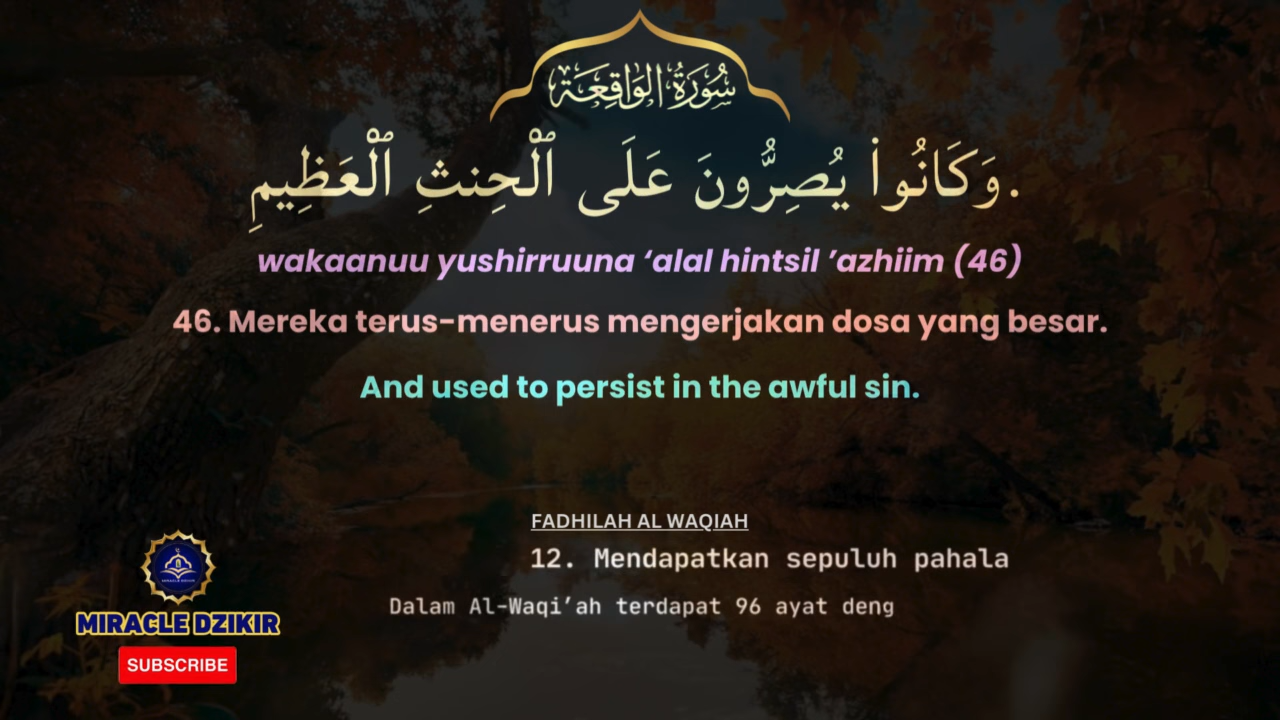 سُورَةُ الوَاقِعَة
وَكَانُوا۟ يُصِرُّونَ عَلَى ٱلْحِنثِ ٱلْعَظِيمِ.
wakaanuu yushirruuna ‘alal hintsil ’azhiim (46)
46. Mereka terus-menerus mengerjakan dosa yang besar.
And used to persist in the awful sin.
FADHILAH AL WAQIAH
12. Mendapatkan sepuluh pahala
Dalam Al-Waqi’ah terdapat 96 ayat deng
MIRACLE DZIKIR
MIRACLE DZIKIR
SUBSCRIBE